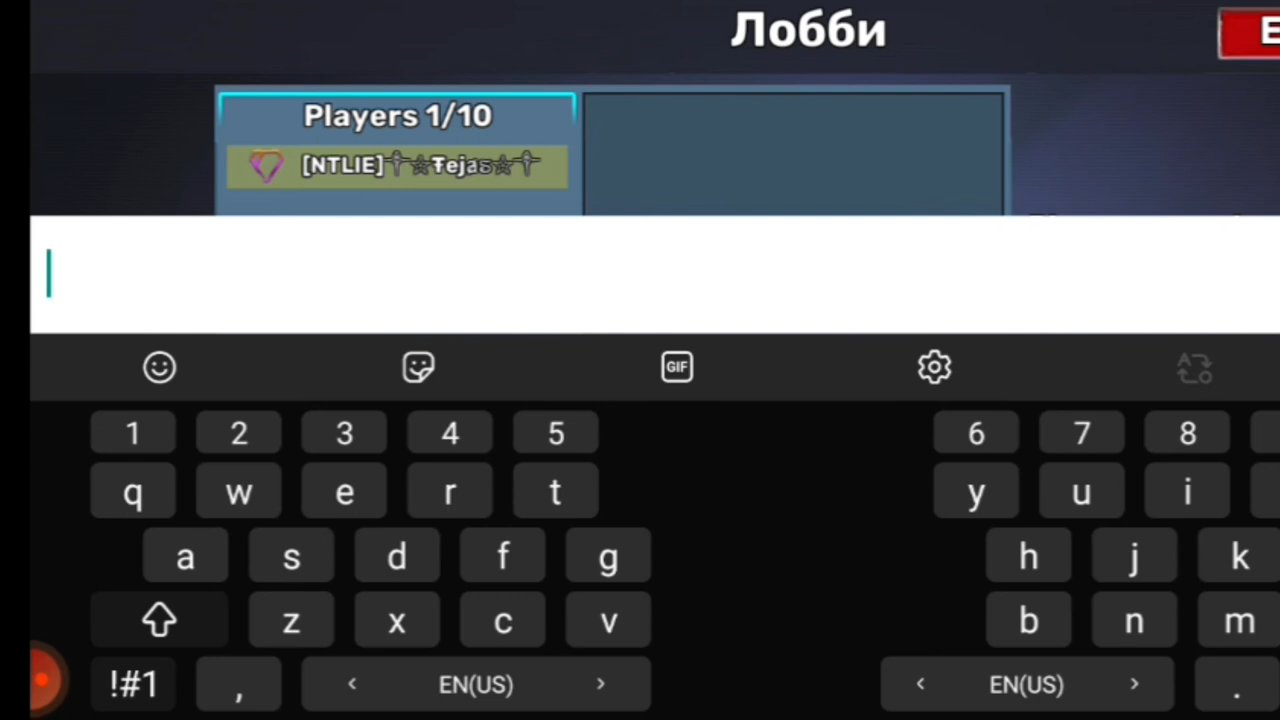 Лобби
Players 1/10
[NTLIE]༒☆Ŧejas☆༒
GIF
1 2 3 4 5 6 7 8
q w e r t y u i
a s d f g h j k
z x c v b n m
!#1 , < EN(US) > < EN(US) > .